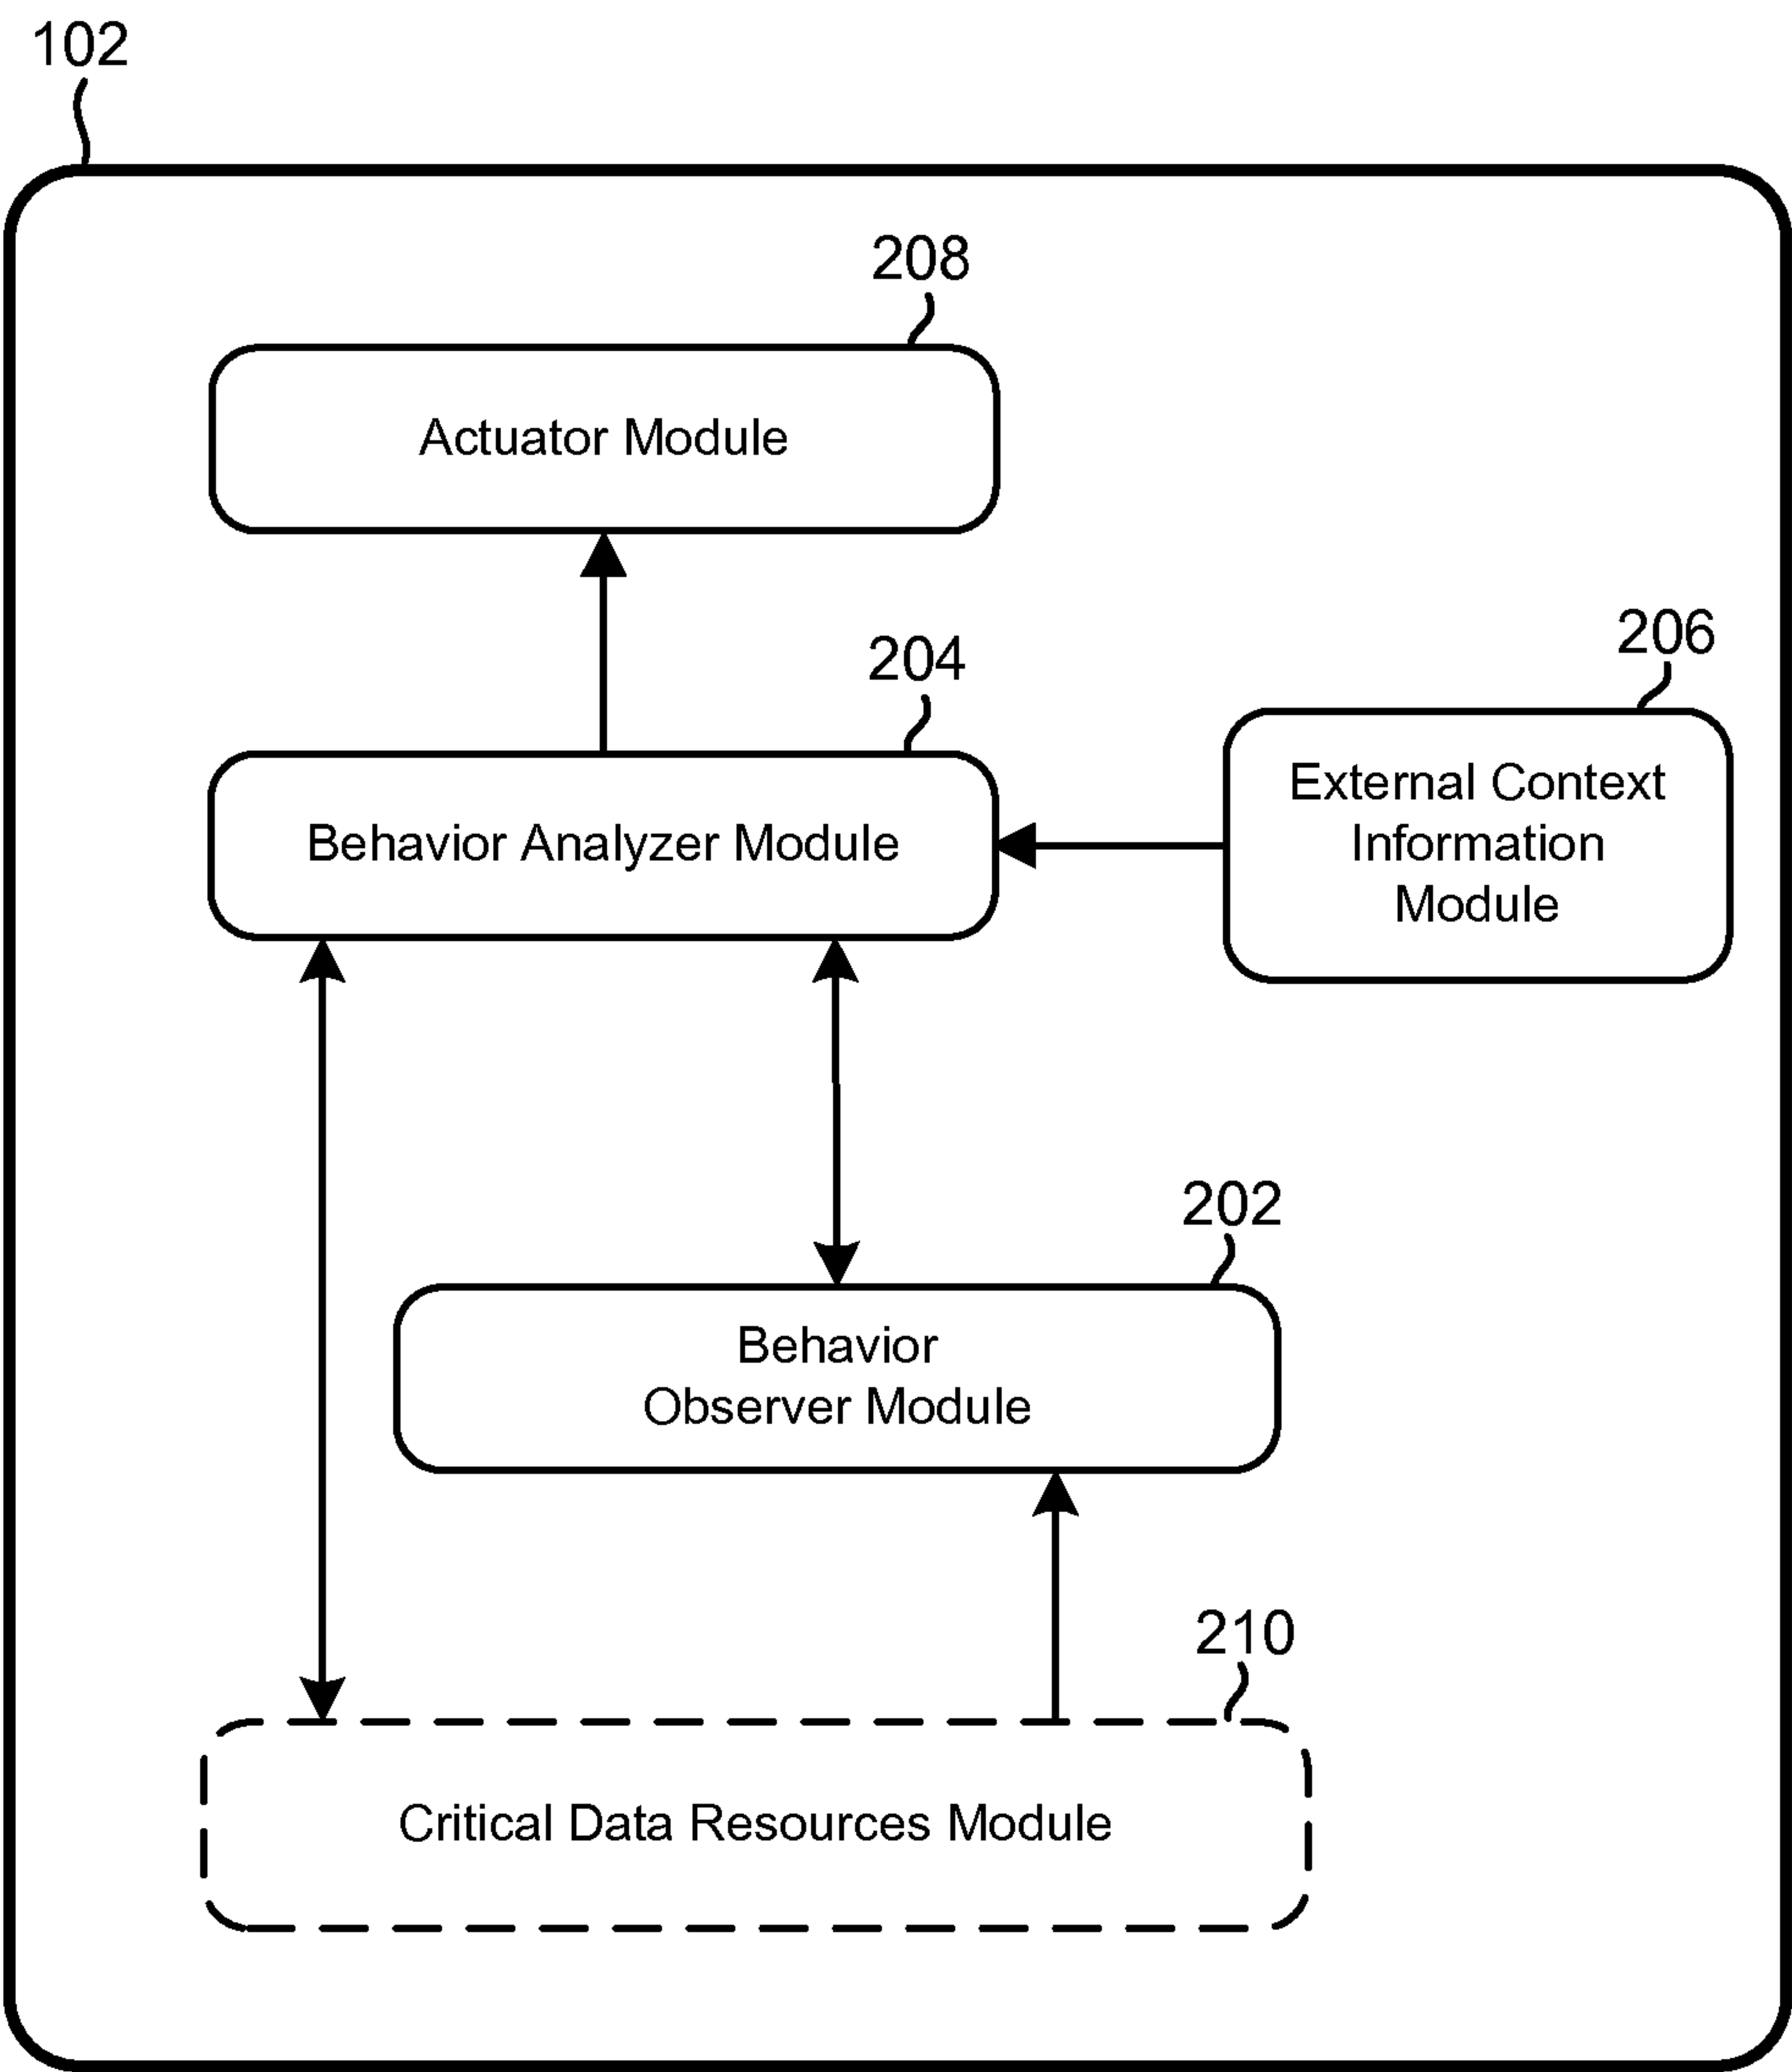 102
208
Actuator Module
204
206
Behavior Analyzer Module
External Context
Information
Module
202
Behavior
Observer Module
210
Critical Data Resources Module